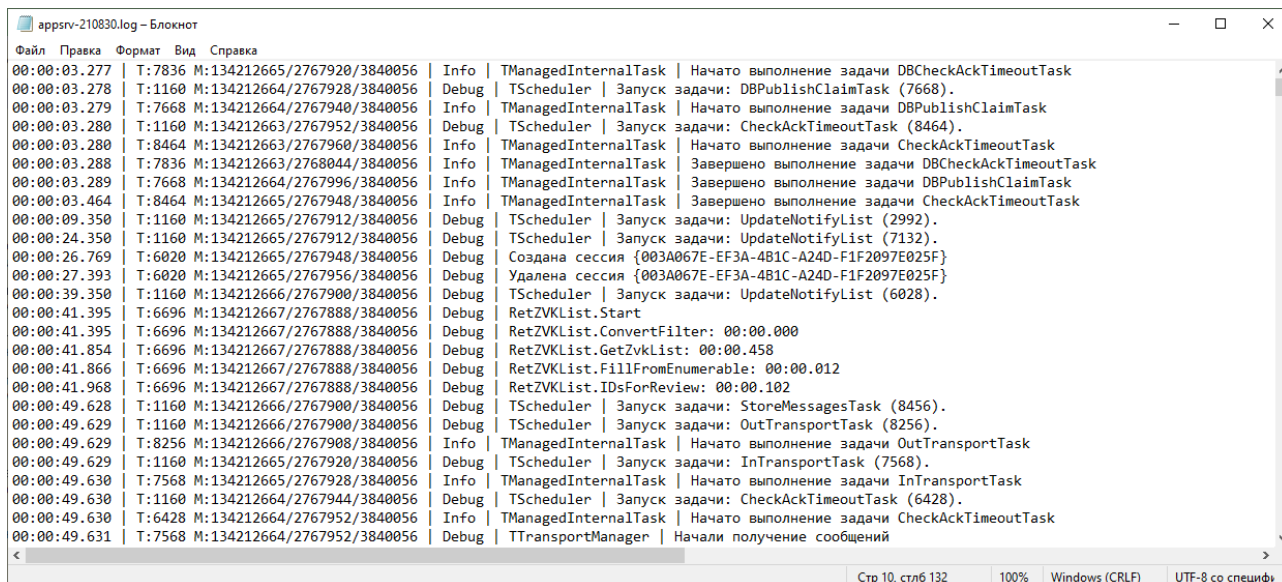 appsrv-210830.log – Блокнот
Файл Правка Формат Вид Справка
00:00:03.277 | T:7836 M:134212665/2767920/3840056 | Info | TManagedInternalTask | Начато выполнение задачи DBCheckAckTimeoutTask
00:00:03.278 | T:1160 M:134212664/2767928/3840056 | Debug | TScheduler | Запуск задачи: DBPublishClaimTask (7668).
00:00:03.279 | T:7668 M:134212664/2767940/3840056 | Info | TManagedInternalTask | Начато выполнение задачи DBPublishClaimTask
00:00:03.280 | T:1160 M:134212663/2767952/3840056 | Debug | TScheduler | Запуск задачи: CheckAckTimeoutTask (8464).
00:00:03.280 | T:8464 M:134212663/2767960/3840056 | Info | TManagedInternalTask | Начато выполнение задачи CheckAckTimeoutTask
00:00:03.288 | T:7836 M:134212663/2768044/3840056 | Info | TManagedInternalTask | Завершено выполнение задачи DBCheckAckTimeoutTask
00:00:03.289 | T:7668 M:134212664/2767996/3840056 | Info | TManagedInternalTask | Завершено выполнение задачи DBPublishClaimTask
00:00:03.464 | T:8464 M:134212665/2767948/3840056 | Info | TManagedInternalTask | Завершено выполнение задачи CheckAckTimeoutTask
00:00:09.350 | T:1160 M:134212665/2767912/3840056 | Debug | TScheduler | Запуск задачи: UpdateNotifyList (2992).
00:00:24.350 | T:1160 M:134212665/2767912/3840056 | Debug | TScheduler | Запуск задачи: UpdateNotifyList (7132).
00:00:26.769 | T:6020 M:134212665/2767948/3840056 | Debug | Создана сессия {003A067E-EF3A-4B1C-A24D-F1F2097E025F}
00:00:27.393 | T:6020 M:134212665/2767956/3840056 | Debug | Удалена сессия {003A067E-EF3A-4B1C-A24D-F1F2097E025F}
00:00:39.350 | T:1160 M:134212666/2767900/3840056 | Debug | TScheduler | Запуск задачи: UpdateNotifyList (6028).
00:00:41.395 | T:6696 M:134212667/2767888/3840056 | Debug | RetZVKList.Start
00:00:41.395 | T:6696 M:134212667/2767888/3840056 | Debug | RetZVKList.ConvertFilter: 00:00.000
00:00:41.854 | T:6696 M:134212667/2767888/3840056 | Debug | RetZVKList.GetZvkList: 00:00.458
00:00:41.866 | T:6696 M:134212667/2767888/3840056 | Debug | RetZVKList.FillFromEnumerable: 00:00.012
00:00:41.968 | T:6696 M:134212667/2767888/3840056 | Debug | RetZVKList.IDsForReview: 00:00.102
00:00:49.628 | T:1160 M:134212666/2767900/3840056 | Debug | TScheduler | Запуск задачи: StoreMessagesTask (8456).
00:00:49.629 | T:1160 M:134212666/2767900/3840056 | Debug | TScheduler | Запуск задачи: OutTransportTask (8256).
00:00:49.629 | T:8256 M:134212666/2767908/3840056 | Info | TManagedInternalTask | Начато выполнение задачи OutTransportTask
00:00:49.629 | T:1160 M:134212665/2767920/3840056 | Debug | TScheduler | Запуск задачи: InTransportTask (7568).
00:00:49.630 | T:7568 M:134212665/2767928/3840056 | Info | TManagedInternalTask | Начато выполнение задачи InTransportTask
00:00:49.630 | T:1160 M:134212664/2767944/3840056 | Debug | TScheduler | Запуск задачи: CheckAckTimeoutTask (6428).
00:00:49.630 | T:6428 M:134212664/2767952/3840056 | Info | TManagedInternalTask | Начато выполнение задачи CheckAckTimeoutTask
00:00:49.631 | T:7568 M:134212664/2767952/3840056 | Debug | TTransportManager | Начали получение сообщений
Стр 10, стлб 132 100% Windows (CRLF) UTF-8 со специфи